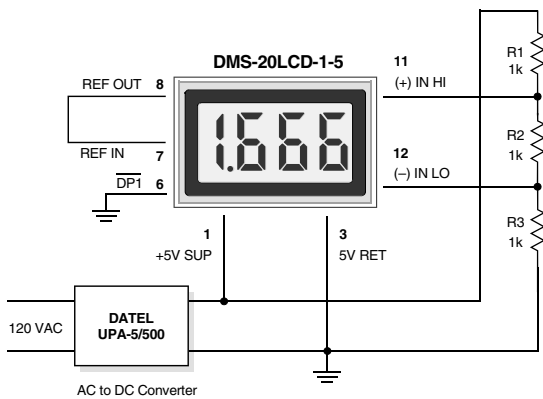 DMS-20LCD-1-5
REF OUT 8
REF IN 7
DP1 6
1.666
11
(+) IN HI
12
(–) IN LO
R1
1k
R2
1k
R3
1k
1
+5V SUP
3
5V RET
120 VAC
DATEL
UPA-5/500
AC to DC Converter